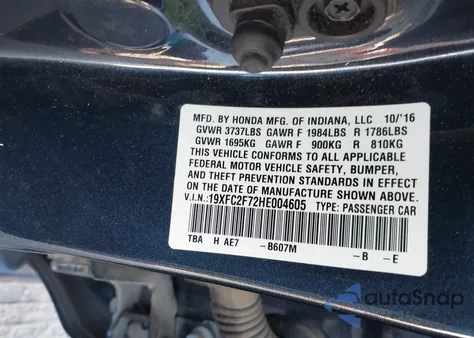 MFD. BY HONDA MFG. OF INDIANA, LLC 10/'16
GVWR 3737LBS GAWR F 1984LBS R 1786LBS
GVWR 1695KG GAWR F 900KG R 810KG
THIS VEHICLE CONFORMS TO ALL APPLICABLE
FEDERAL MOTOR VEHICLE SAFETY, BUMPER,
AND THEFT PREVENTION STANDARDS IN EFFECT
ON THE DATE OF MANUFACTURE SHOWN ABOVE.
V.I.N.: 19XFC2F72HE004605 TYPE: PASSENGER CAR
TBA H AE7 -B607M -B -E
autoSnap